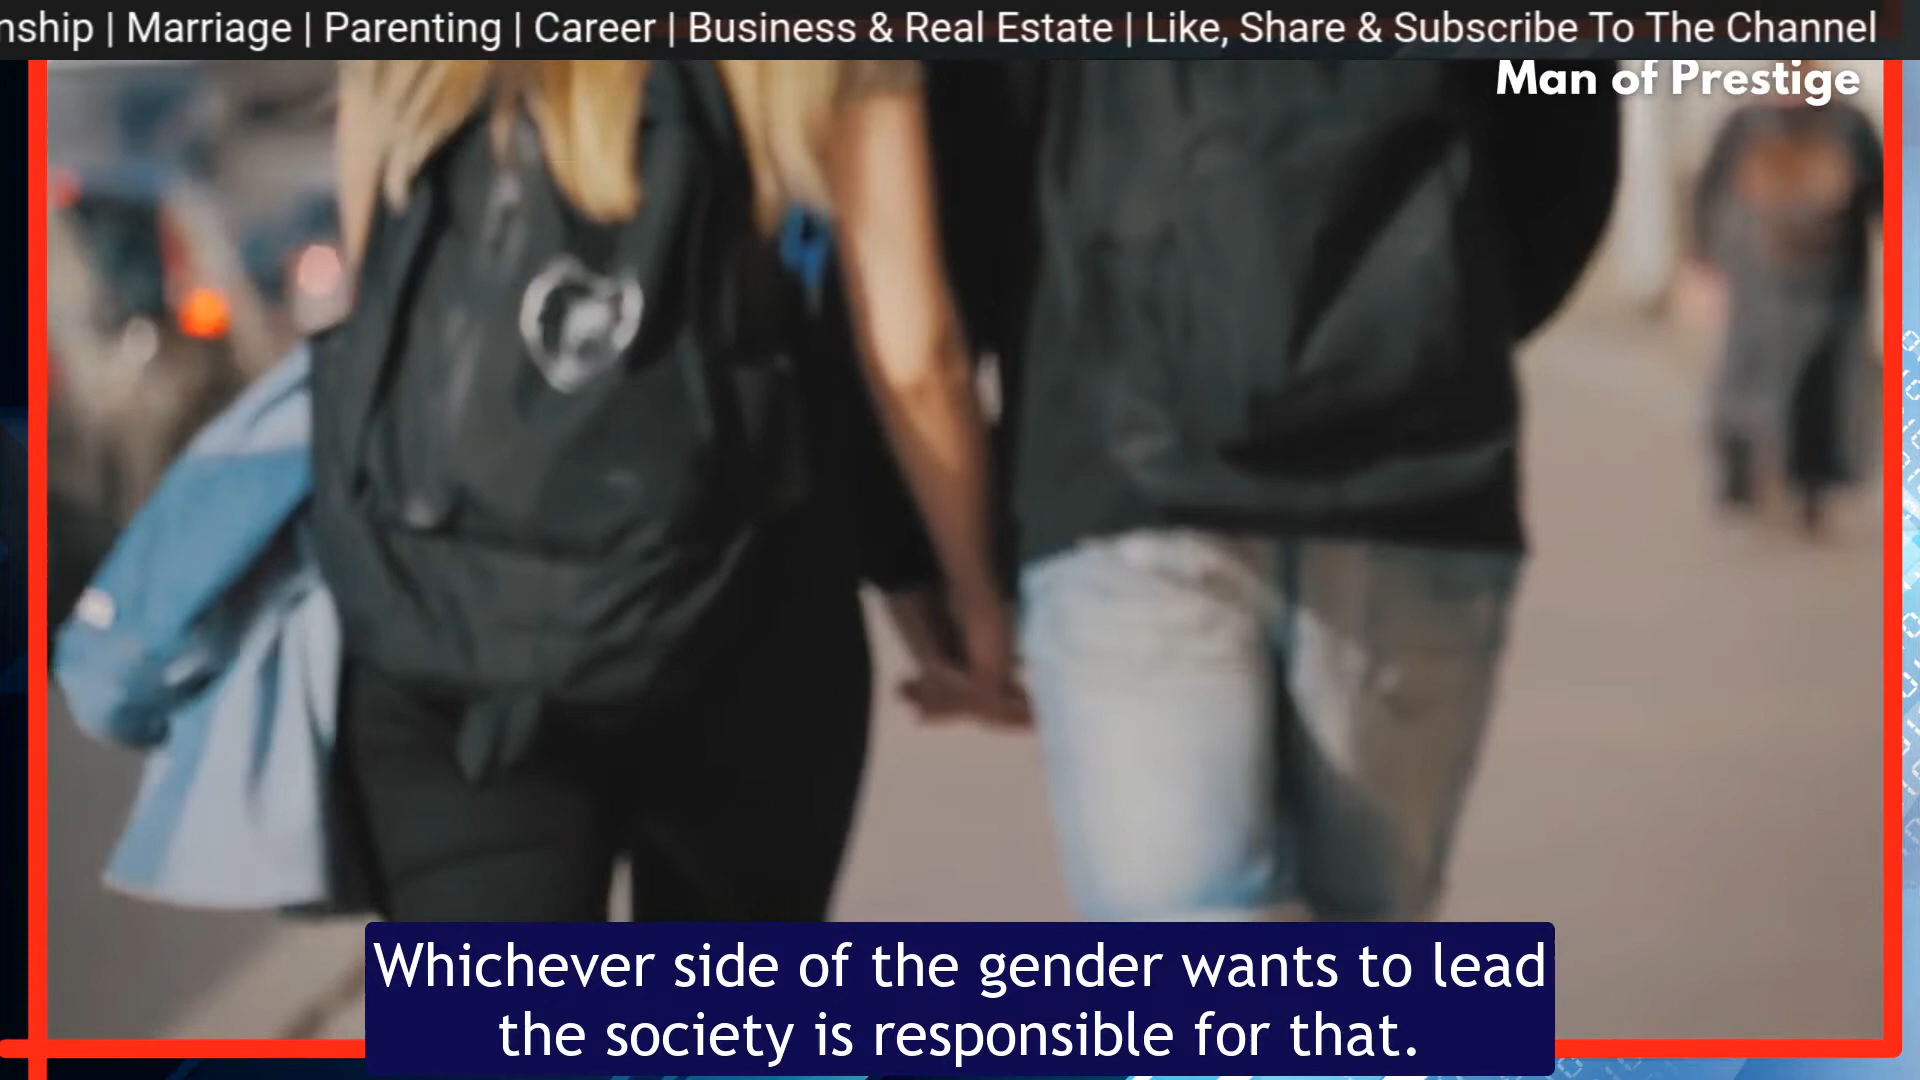 nship | Marriage | Parenting | Career | Business & Real Estate | Like, Share & Subscribe To The Channel
Man of Prestige
Whichever side of the gender wants to lead
the society is responsible for that.